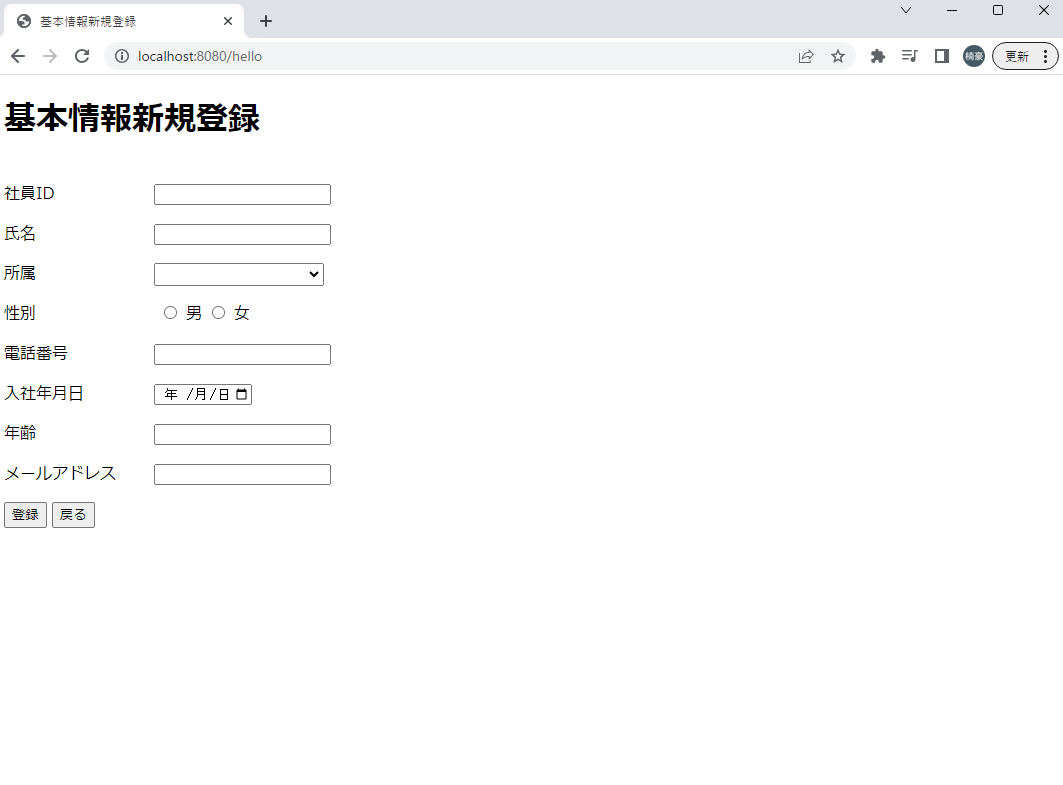 基本情報新規登録
localhost:8080/hello
楠豪
更新
基本情報新規登録
社員ID
氏名
所属
性別 男 女
電話番号
入社年月日 年 /月/日
年齢
メールアドレス
登録 戻る